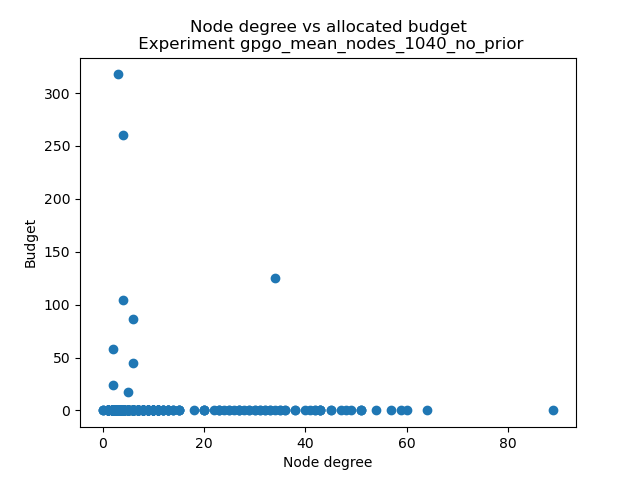 Node degree vs allocated budget
Experiment gpgo_mean_nodes_1040_no_prior
300
250
200
150
100
50
0
Budget
0 20 40 60 80
Node degree